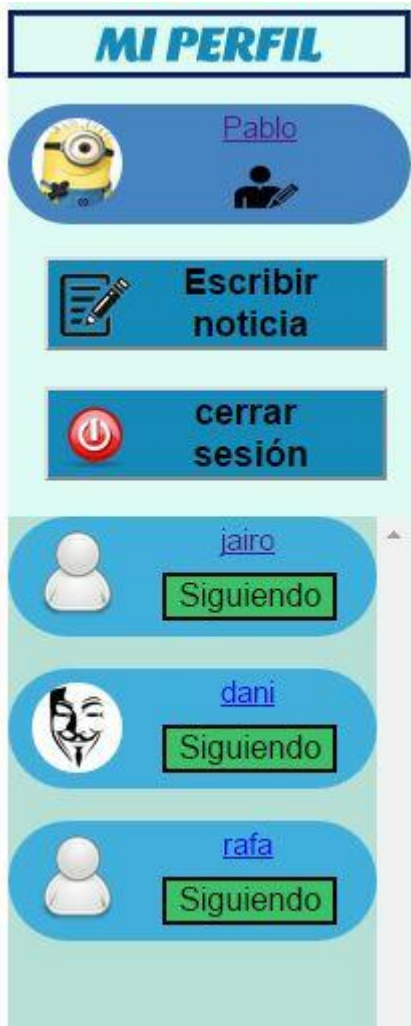 MI PERFIL
Pablo
Escribir
noticia
cerrar
sesión
jairo
Siguiendo
dani
Siguiendo
rafa
Siguiendo